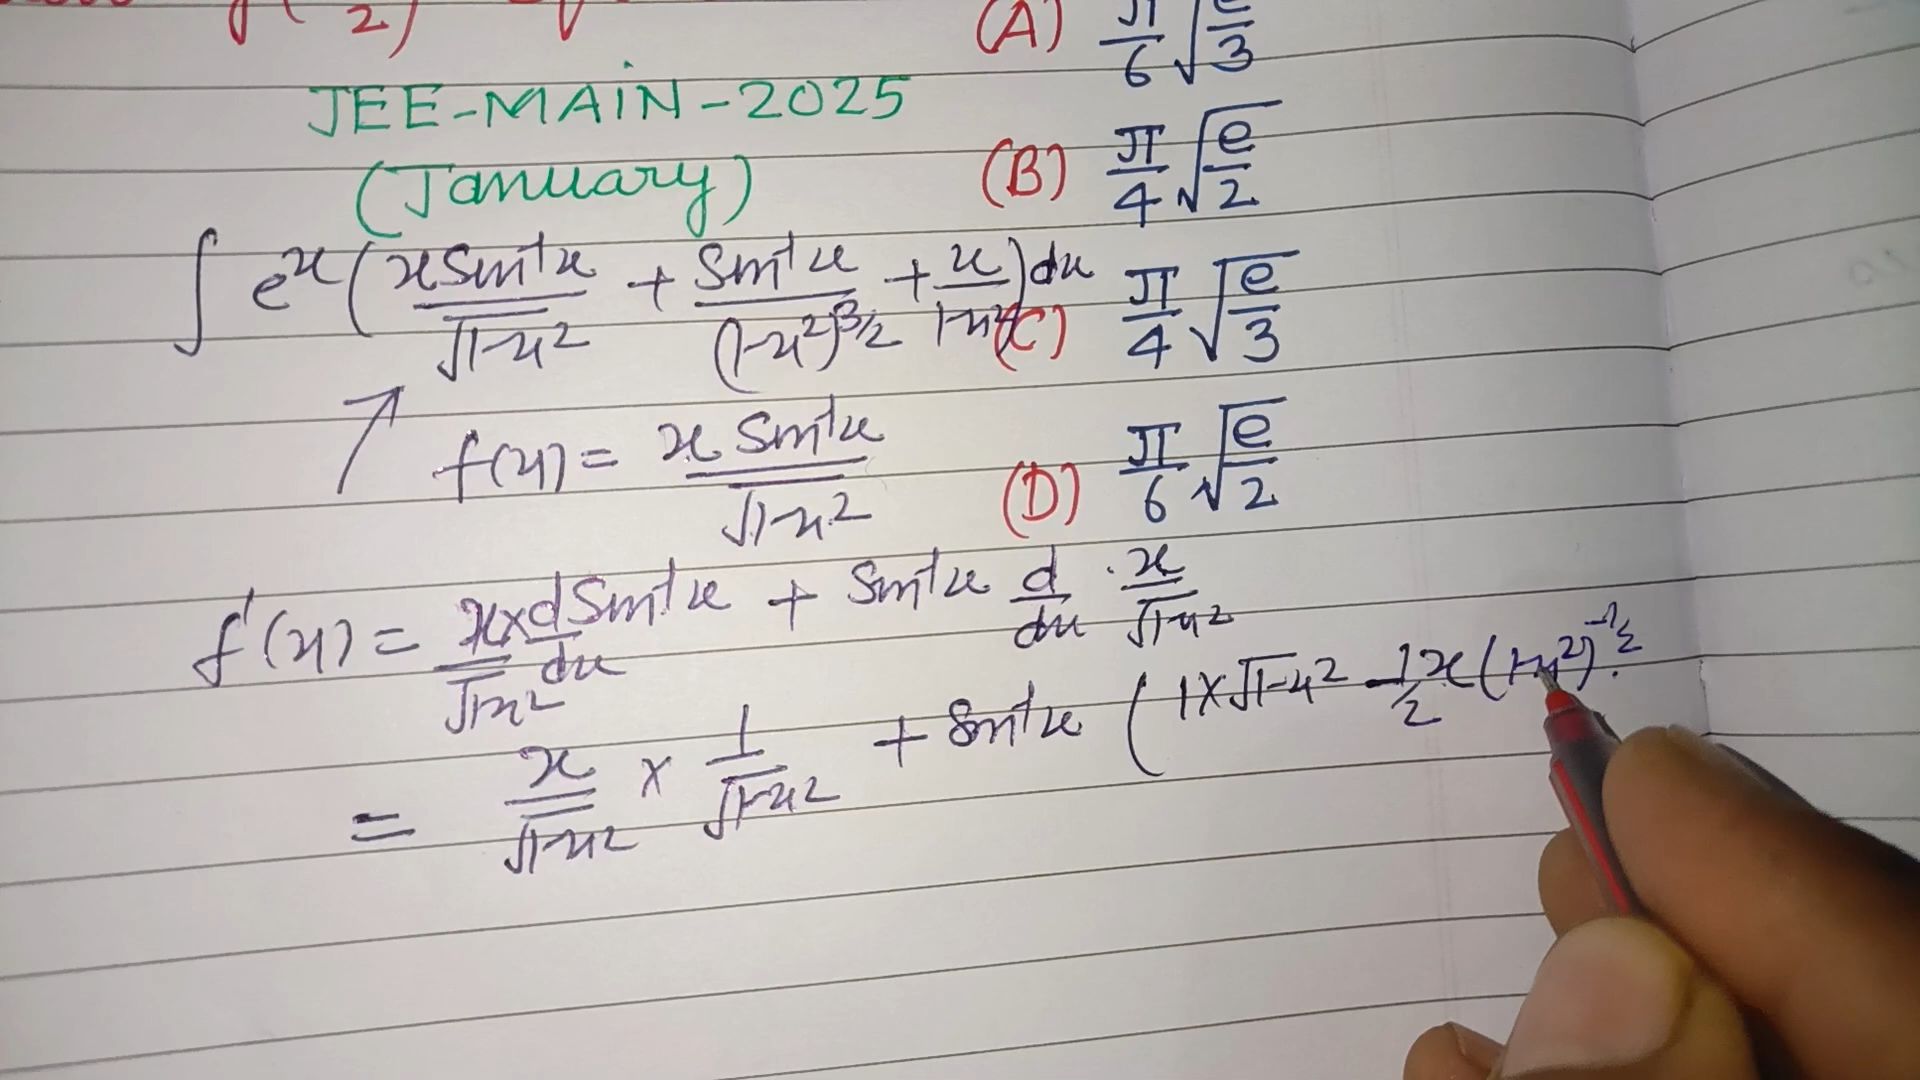 2)
(A) π/6 √(e/3)
JEE-MAIN-2025
(January)
(B) π/4 √(e/2)
∫ eˣ ( x sin⁻¹x / √1-x² + sin⁻¹x / (1-x²)^3/2 + x / 1-x² ) dx
(C) π/4 √(e/3)
f(x) = x sin⁻¹x / √1-x²
(D) π/6 √(e/2)
f'(x) = x/√1-x² × d/dx sin⁻¹x + sin⁻¹x d/dx . x/√1-x²
= x/√1-x² × 1/√1-x² + sin⁻¹x ( 1×√1-x² - 1/2 x (1-x²)^-1/2 .